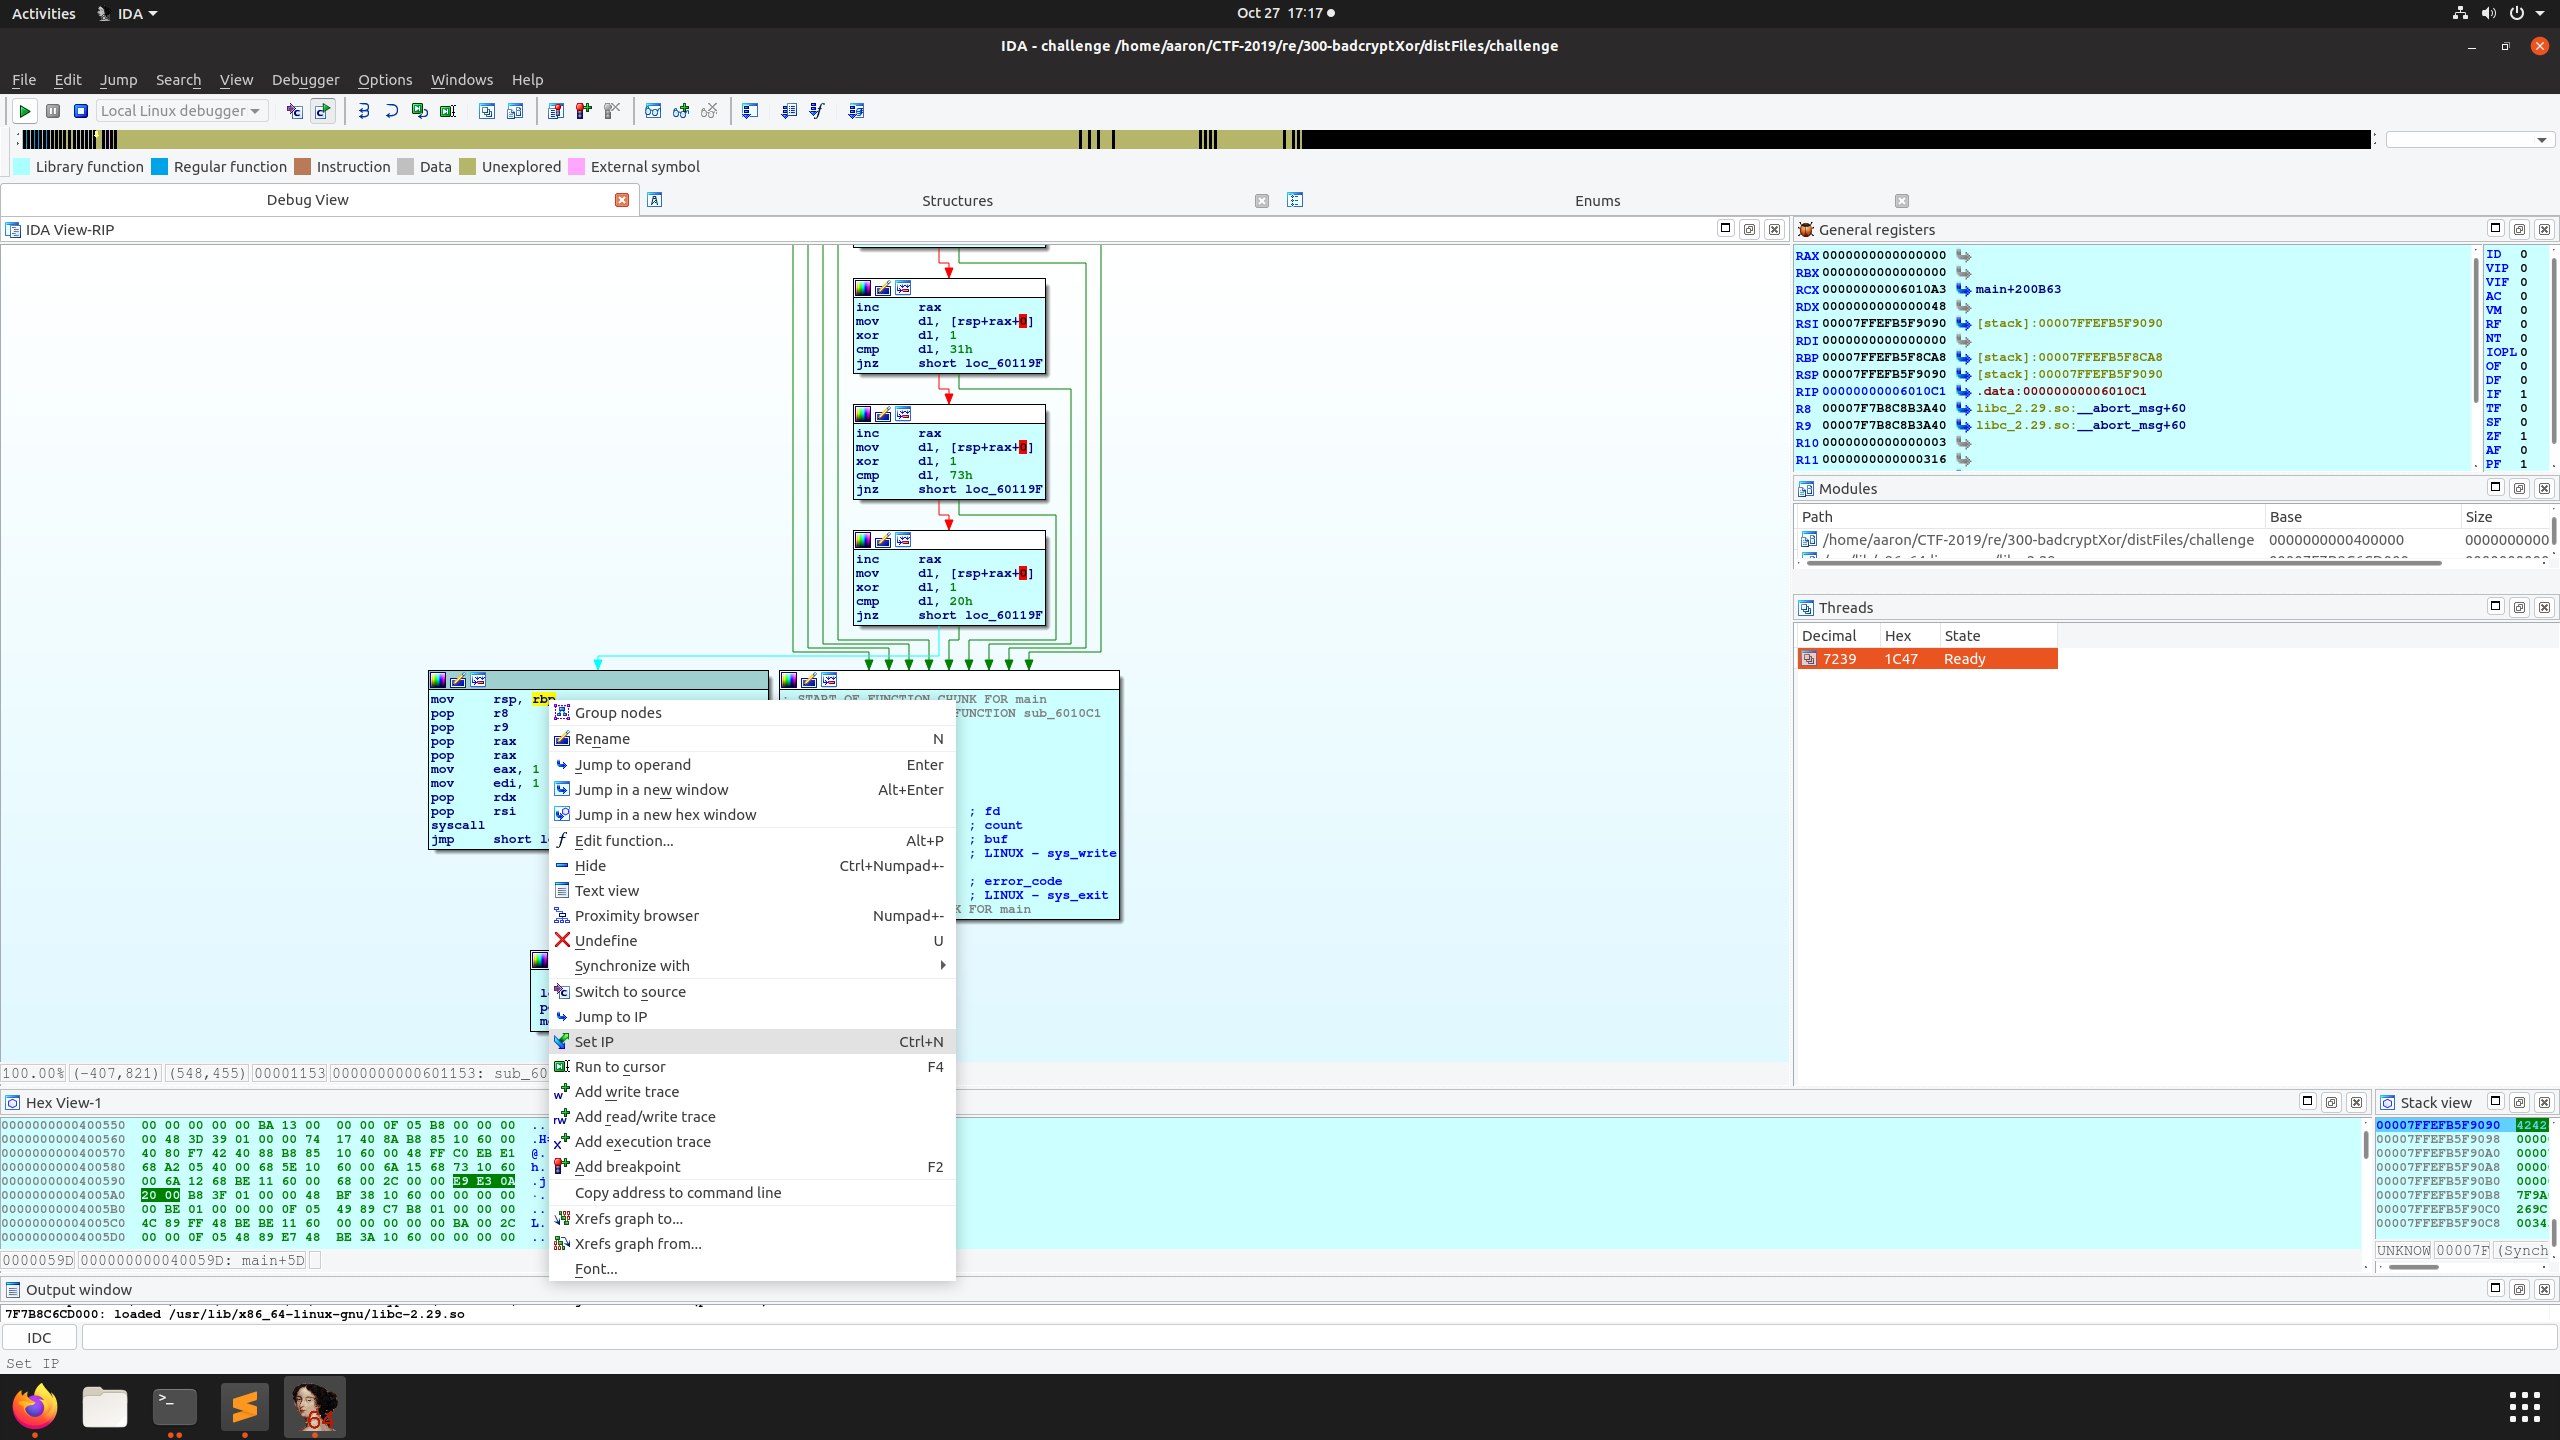 Activities
IDA
Oct 27 17:17
IDA - challenge /home/aaron/CTF-2019/re/300-badcryptXor/distFiles/challenge
File Edit Jump Search View Debugger Options Windows Help
Local Linux debugger
Library function Regular function Instruction Data Unexplored External symbol
Debug View
Structures
Enums
IDA View-RIP
inc rax
mov dl, [rsp+rax+0]
xor dl, 1
cmp dl, 31h
jnz short loc_60119F
inc rax
mov dl, [rsp+rax+0]
xor dl, 1
cmp dl, 73h
jnz short loc_60119F
inc rax
mov dl, [rsp+rax+0]
xor dl, 1
cmp dl, 20h
jnz short loc_60119F
mov rsp, rbp
pop r8
pop r9
pop rax
pop rax
mov eax, 1
mov edi, 1
pop rdx
pop rsi
syscall
jmp short
; START OF FUNCTION CHUNK FOR main
FUNCTION sub_6010C1
; fd
; count
; buf
; LINUX - sys_write
; error_code
; LINUX - sys_exit
FOR main
Group nodes
Rename N
Jump to operand Enter
Jump in a new window Alt+Enter
Jump in a new hex window
Edit function... Alt+P
Hide Ctrl+Numpad+-
Text view
Proximity browser Numpad+-
Undefine U
Synchronize with
Switch to source
Jump to IP
Set IP Ctrl+N
Run to cursor F4
Add write trace
Add read/write trace
Add execution trace
Add breakpoint F2
Copy address to command line
Xrefs graph to...
Xrefs graph from...
Font...
100.00% (-407,821) (548,455) 00001153 0000000000601153: sub_60
General registers
RAX 0000000000000000
RBX 0000000000000000
RCX 00000000006010A3 main+200B63
RDX 0000000000000048
RSI 00007FFEFB5F9090 [stack]:00007FFEFB5F9090
RDI 0000000000000000
RBP 00007FFEFB5F8CA8 [stack]:00007FFEFB5F8CA8
RSP 00007FFEFB5F9090 [stack]:00007FFEFB5F9090
RIP 00000000006010C1 .data:00000000006010C1
R8 00007F7B8C8B3A40 libc_2.29.so:__abort_msg+60
R9 00007F7B8C8B3A40 libc_2.29.so:__abort_msg+60
R10 0000000000000003
R11 0000000000000316
ID 0
VIP 0
VIF 0
AC 0
VM 0
RF 0
NT 0
IOPL 0
OF 0
DF 0
IF 1
TF 0
SF 0
ZF 1
AF 0
PF 1
Modules
Path Base Size
/home/aaron/CTF-2019/re/300-badcryptXor/distFiles/challenge 0000000000400000 0000000000
Threads
Decimal Hex State
7239 1C47 Ready
Hex View-1
0000000000400550 00 00 00 00 00 BA 13 00 00 00 0F 05 B8 00 00 00
0000000000400560 00 48 3D 39 01 00 00 74 17 40 8A B8 85 10 60 00 .H
0000000000400570 40 80 F7 42 40 88 B8 85 10 60 00 48 FF C0 EB E1 @.
0000000000400580 68 A2 05 40 00 68 5E 10 60 00 6A 15 68 73 10 60 h.
0000000000400590 00 6A 12 68 BE 11 60 00 68 00 2C 00 00 E9 E3 0A .j
00000000004005A0 20 00 B8 3F 01 00 00 48 BF 38 10 60 00 00 00 00
00000000004005B0 00 BE 01 00 00 00 0F 05 49 89 C7 B8 01 00 00 00
00000000004005C0 4C 89 FF 48 BE BE 11 60 00 00 00 00 00 BA 00 2C L.
00000000004005D0 00 00 0F 05 48 89 E7 48 BE 3A 10 60 00 00 00 00
0000059D 000000000040059D: main+5D
Stack view
00007FFEFB5F9090 4242
00007FFEFB5F9098 0000
00007FFEFB5F90A0 0000
00007FFEFB5F90A8 0000
00007FFEFB5F90B0 0000
00007FFEFB5F90B8 7F9A
00007FFEFB5F90C0 269C
00007FFEFB5F90C8 0034
UNKNOW 00007F (Synch
Output window
7F7B8C6CD000: loaded /usr/lib/x86_64-linux-gnu/libc-2.29.so
IDC
Set IP
64